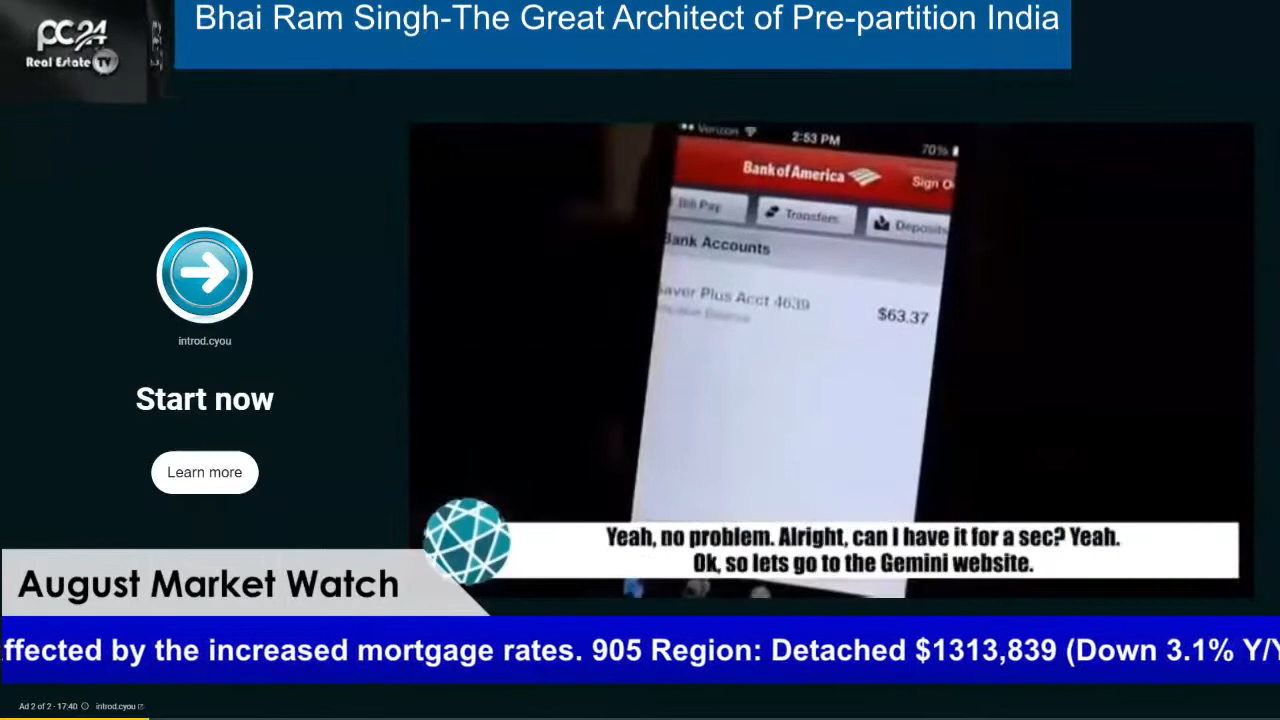 Bhai Ram Singh-The Great Architect of Pre-partition India
pc24
Real Estate TV
Verizon 2:53 PM 70%
Bank of America
Sign O
Bill Pay
Transfers
Deposits
Bank Accounts
aver Plus Acct 4639
$63.37
introd.cyou
Start now
Learn more
Yeah, no problem. Alright, can I have it for a sec? Yeah.
Ok, so lets go to the Gemini website.
August Market Watch
ffected by the increased mortgage rates. 905 Region: Detached $1313,839 (Down 3.1% Y/Y
Ad 2 of 2 · 17:40 introd.cyou